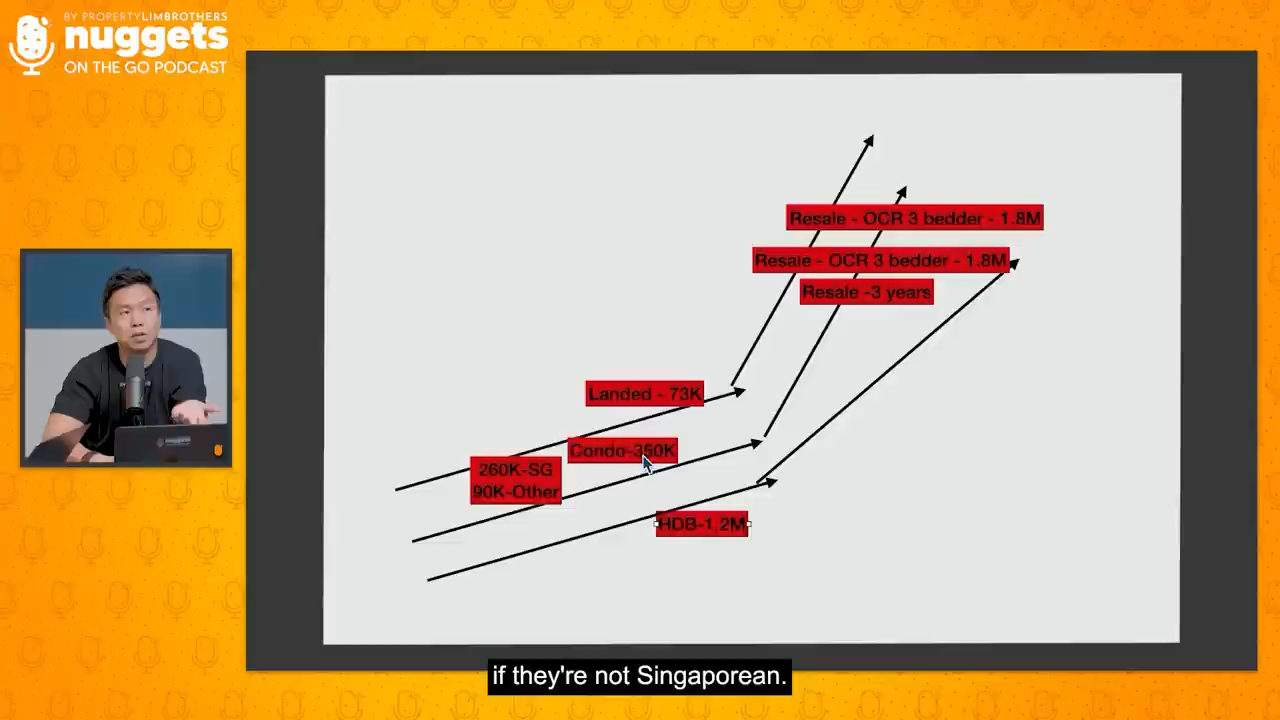 BY PROPERTYLIMBROTHERS
nuggets
ON THE GO PODCAST
Resale - OCR 3 bedder - 1.8M
Resale - OCR 3 bedder - 1.8M
Resale -3 years
Landed - 73K
Condo-350K
260K-SG
90K-Other
HDB-1.2M
if they're not Singaporean.